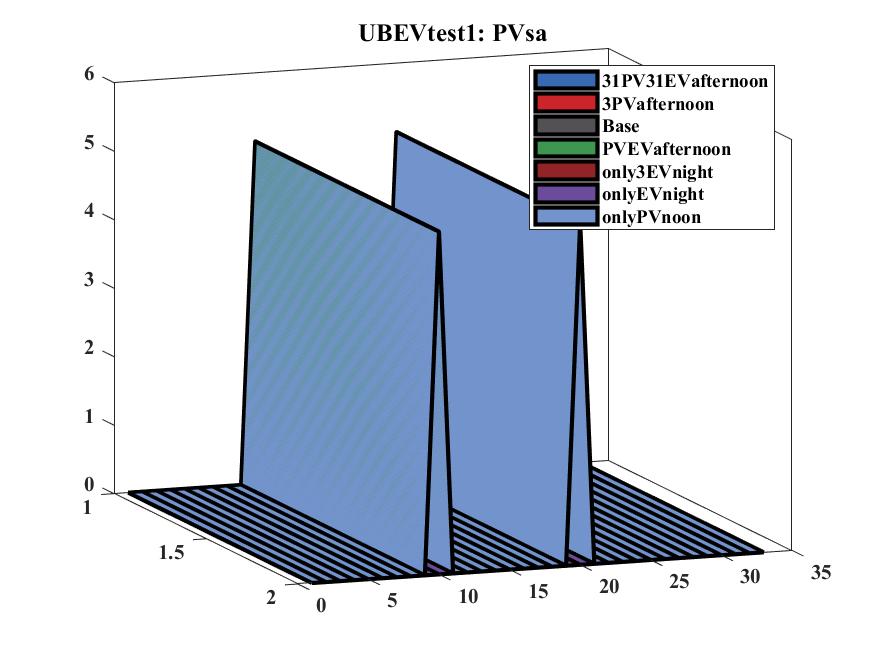 UBEVtest1: PVsa
31PV31EVafternoon
3PVafternoon
Base
PVEVafternoon
only3EVnight
onlyEVnight
onlyPVnoon
6
5
4
3
2
1
0
1
1.5
2
0
5
10
15
20
25
30
35